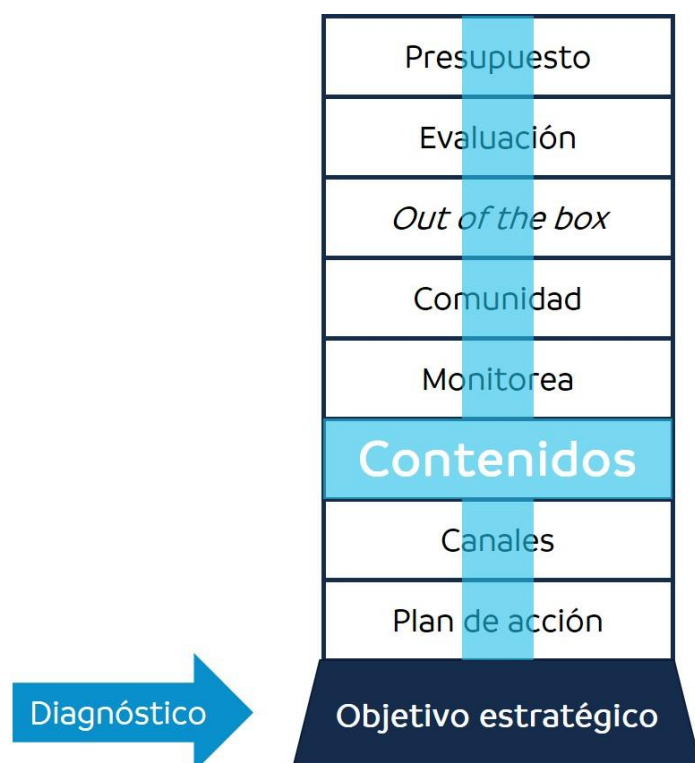 Presupuesto
Evaluación
Out of the box
Comunidad
Monitorea
Contenidos
Canales
Plan de acción
Diagnóstico
Objetivo estratégico